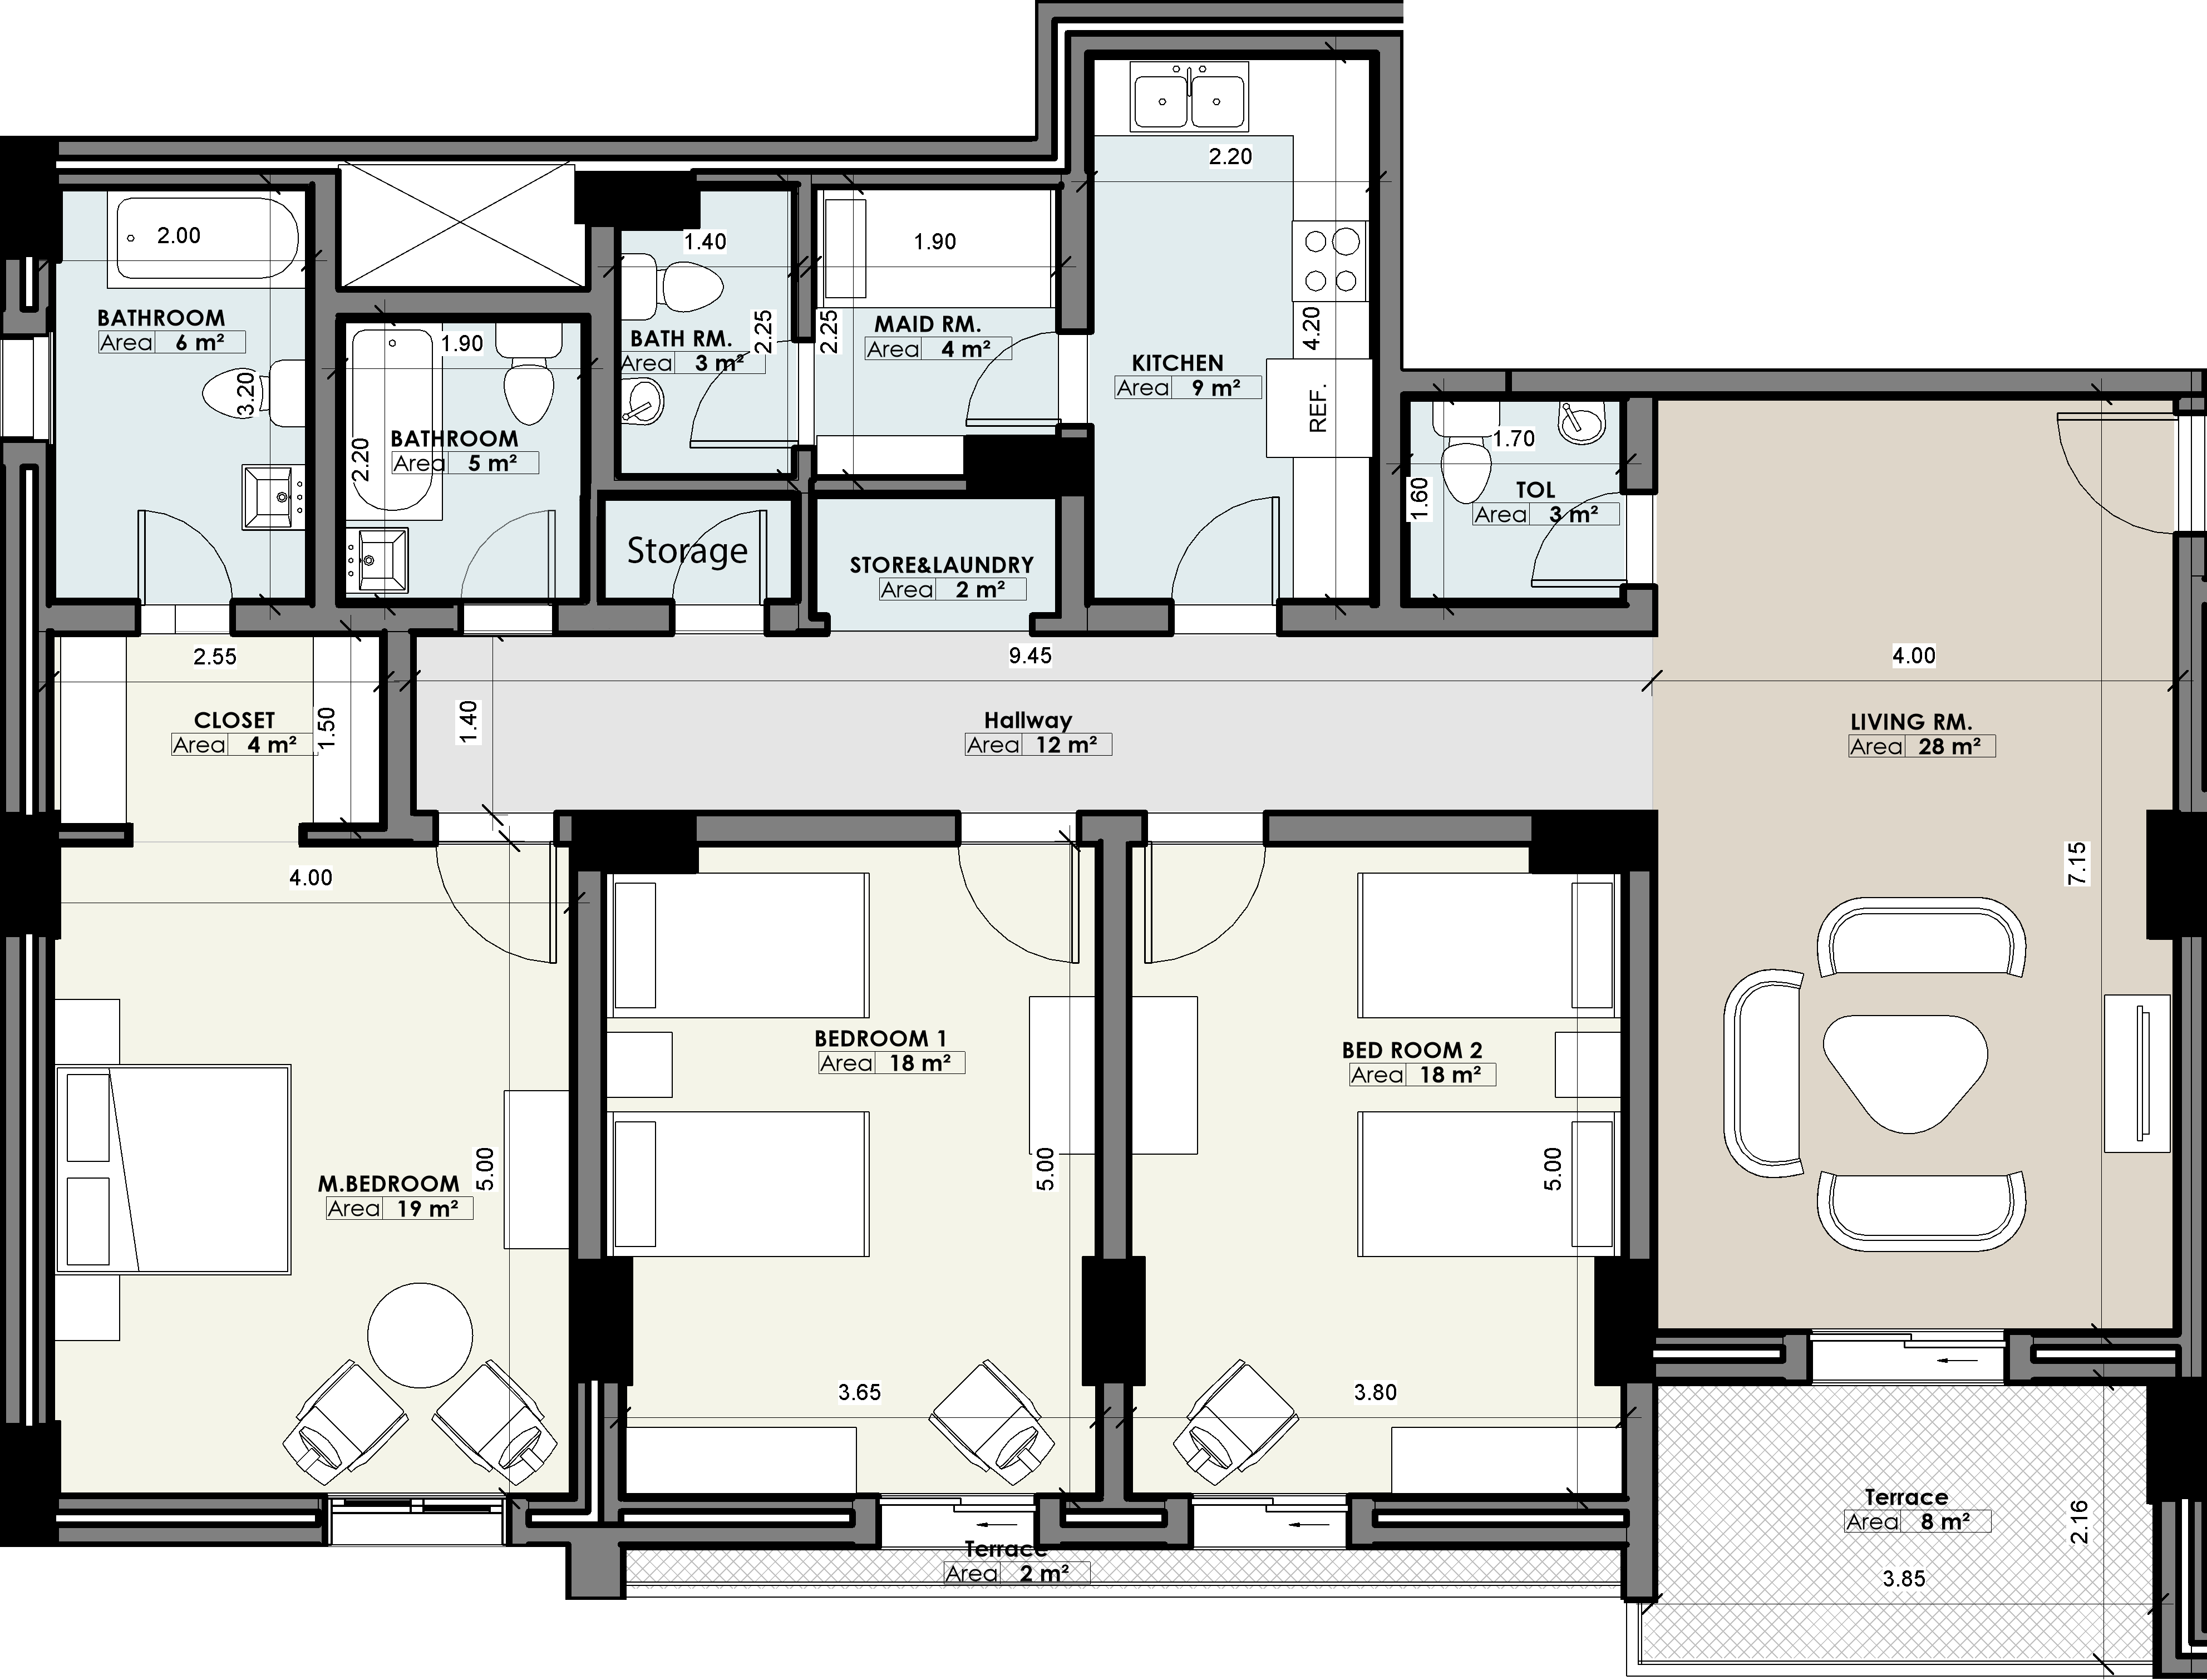 2.20
2.00
BATHROOM
Area 6 m²
3.20
1.90
BATHROOM
Area 5 m²
2.20
1.40
BATH RM.
Area 3 m²
2.25
1.90
2.25
MAID RM.
Area 4 m²
KITCHEN
Area 9 m²
4.20
REF.
1.70
1.60
TOL
Area 3 m²
Storage
STORE&LAUNDRY
Area 2 m²
2.55
CLOSET
Area 4 m²
1.50
9.45
1.40
Hallway
Area 12 m²
4.00
LIVING RM.
Area 28 m²
7.15
4.00
M.BEDROOM
Area 19 m²
5.00
BEDROOM 1
Area 18 m²
5.00
3.65
BED ROOM 2
Area 18 m²
5.00
3.80
Terrace
Area 2 m²
Terrace
Area 8 m²
2.16
3.85